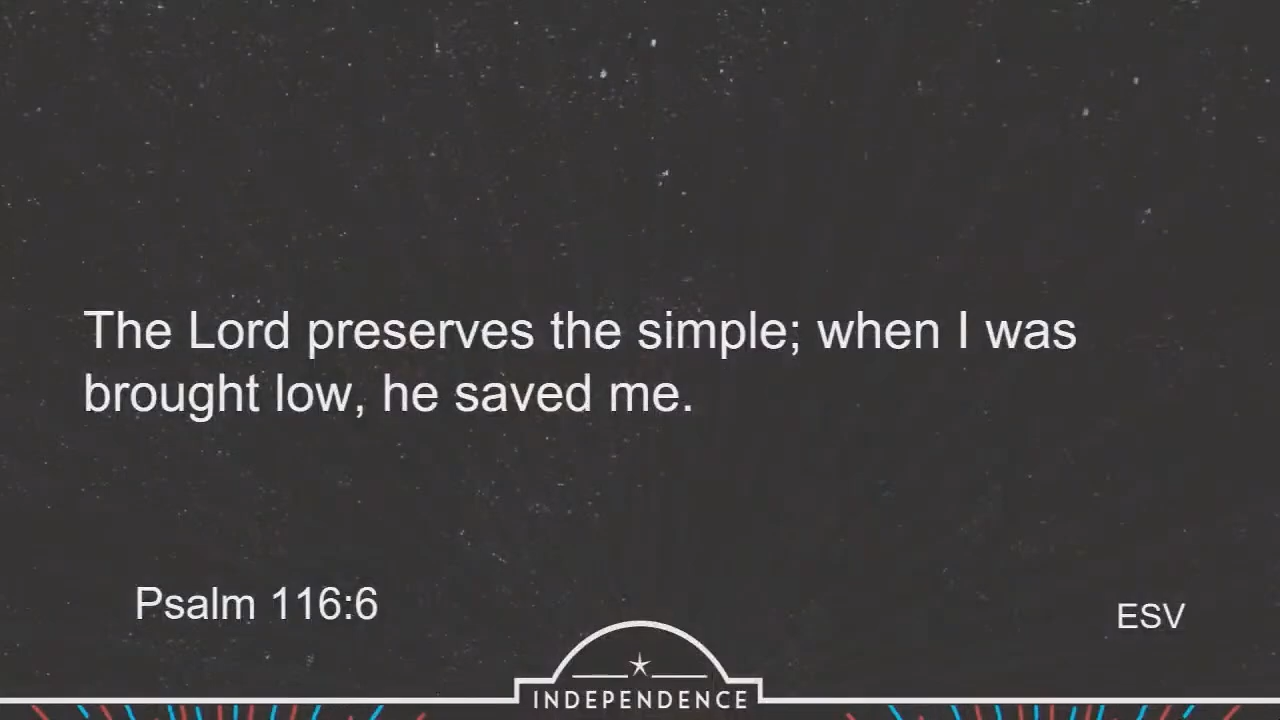 The Lord preserves the simple; when I was
brought low, he saved me.
Psalm 116:6
ESV
INDEPENDENCE